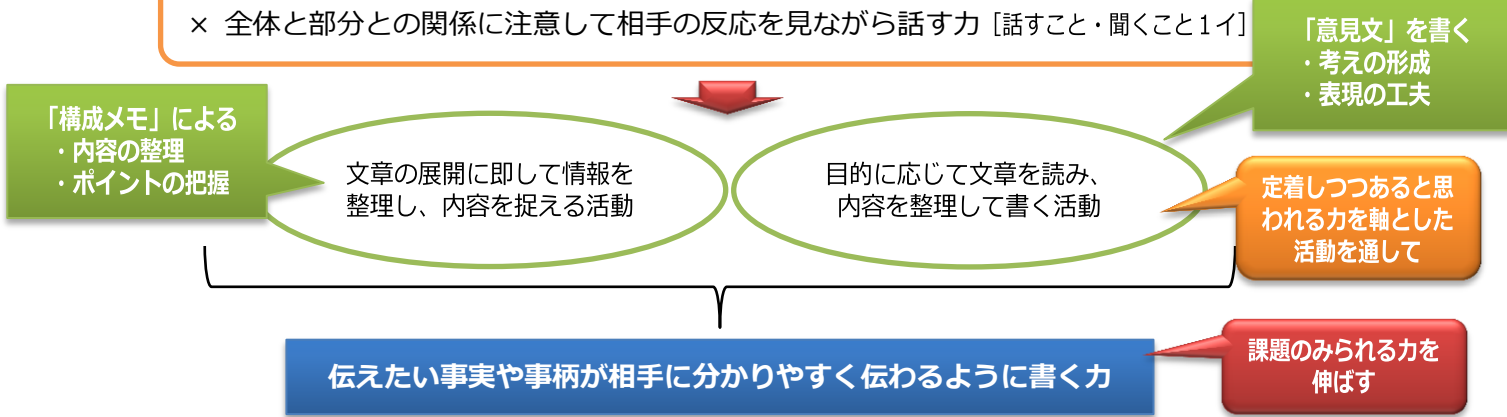 × 全体と部分との関係に注意して相手の反応を見ながら話す力［話すこと・聞くこと１イ］
「意見文」を書く
・考えの形成
・表現の工夫
「構成メモ」による
・内容の整理
・ポイントの把握
文章の展開に即して情報を
整理し、内容を捉える活動
目的に応じて文章を読み、
内容を整理して書く活動
定着しつつあると思
われる力を軸とした
活動を通して
伝えたい事実や事柄が相手に分かりやすく伝わるように書く力
課題のみられる力を
伸ばす